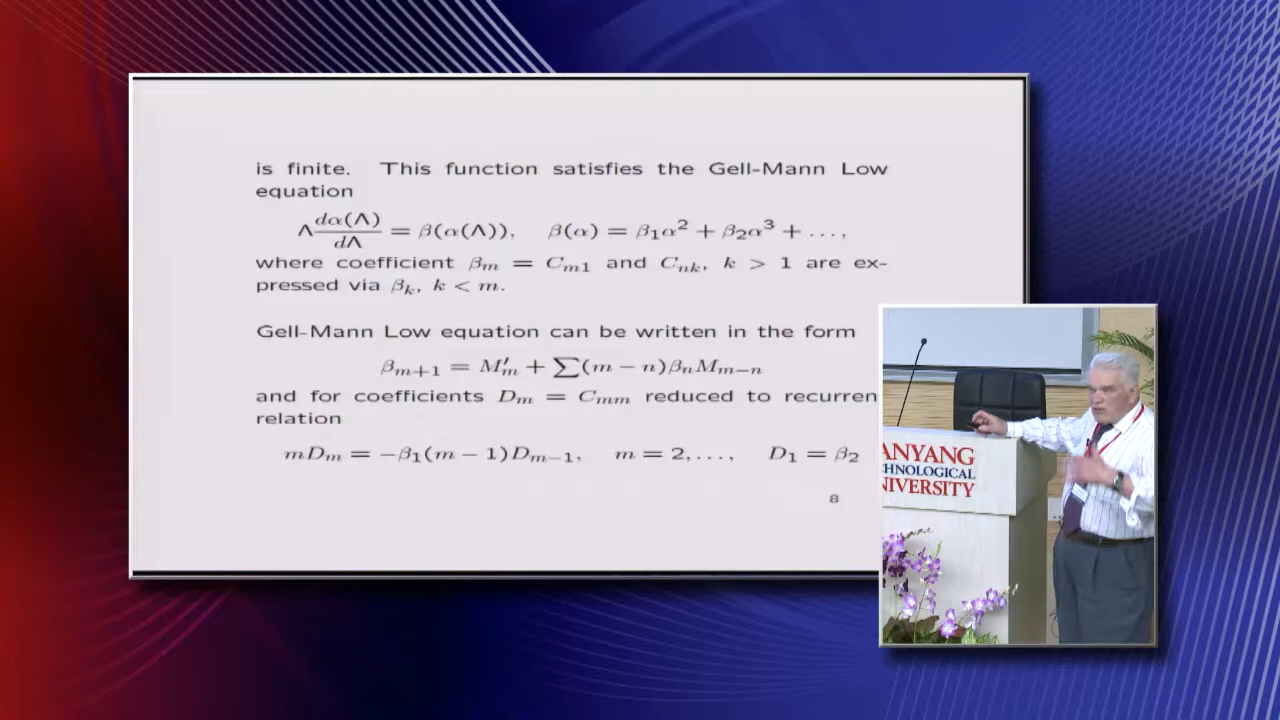 is finite. This function satisfies the Gell-Mann Low
equation
Λ dα(Λ)/dΛ = β(α(Λ)), β(α) = β₁α² + β₂α³ + ...,
where coefficient βₘ = Cₘ₁ and Cₙₖ, k > 1 are ex-
pressed via βₖ, k < m.
Gell-Mann Low equation can be written in the form
βₘ₊₁ = M′ₘ + ∑(m − n)βₙMₘ₋ₙ
and for coefficients Dₘ = Cₘₘ reduced to recurren
relation
mDₘ = −β₁(m − 1)Dₘ₋₁, m = 2, ..., D₁ = β₂
8
ANYANG
CHNOLOGICAL
NIVERSITY